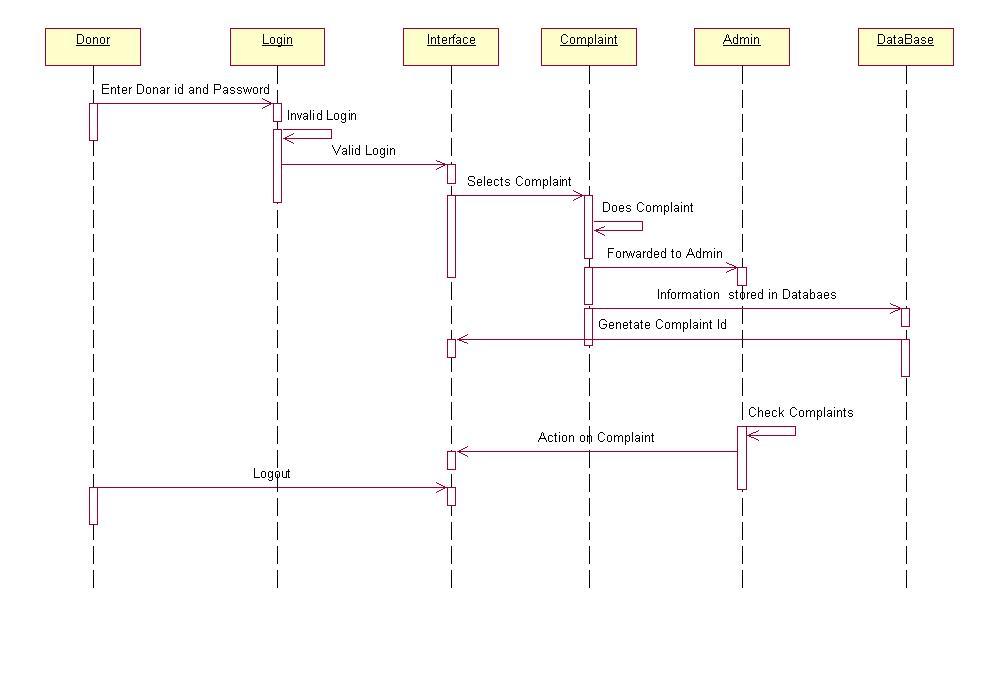 Donor
Login
Interface
Complaint
Admin
DataBase
Enter Donar id and Password
Invalid Login
Valid Login
Selects Complaint
Does Complaint
Forwarded to Admin
Information stored in Databaes
Genetate Complaint Id
Check Complaints
Action on Complaint
Logout